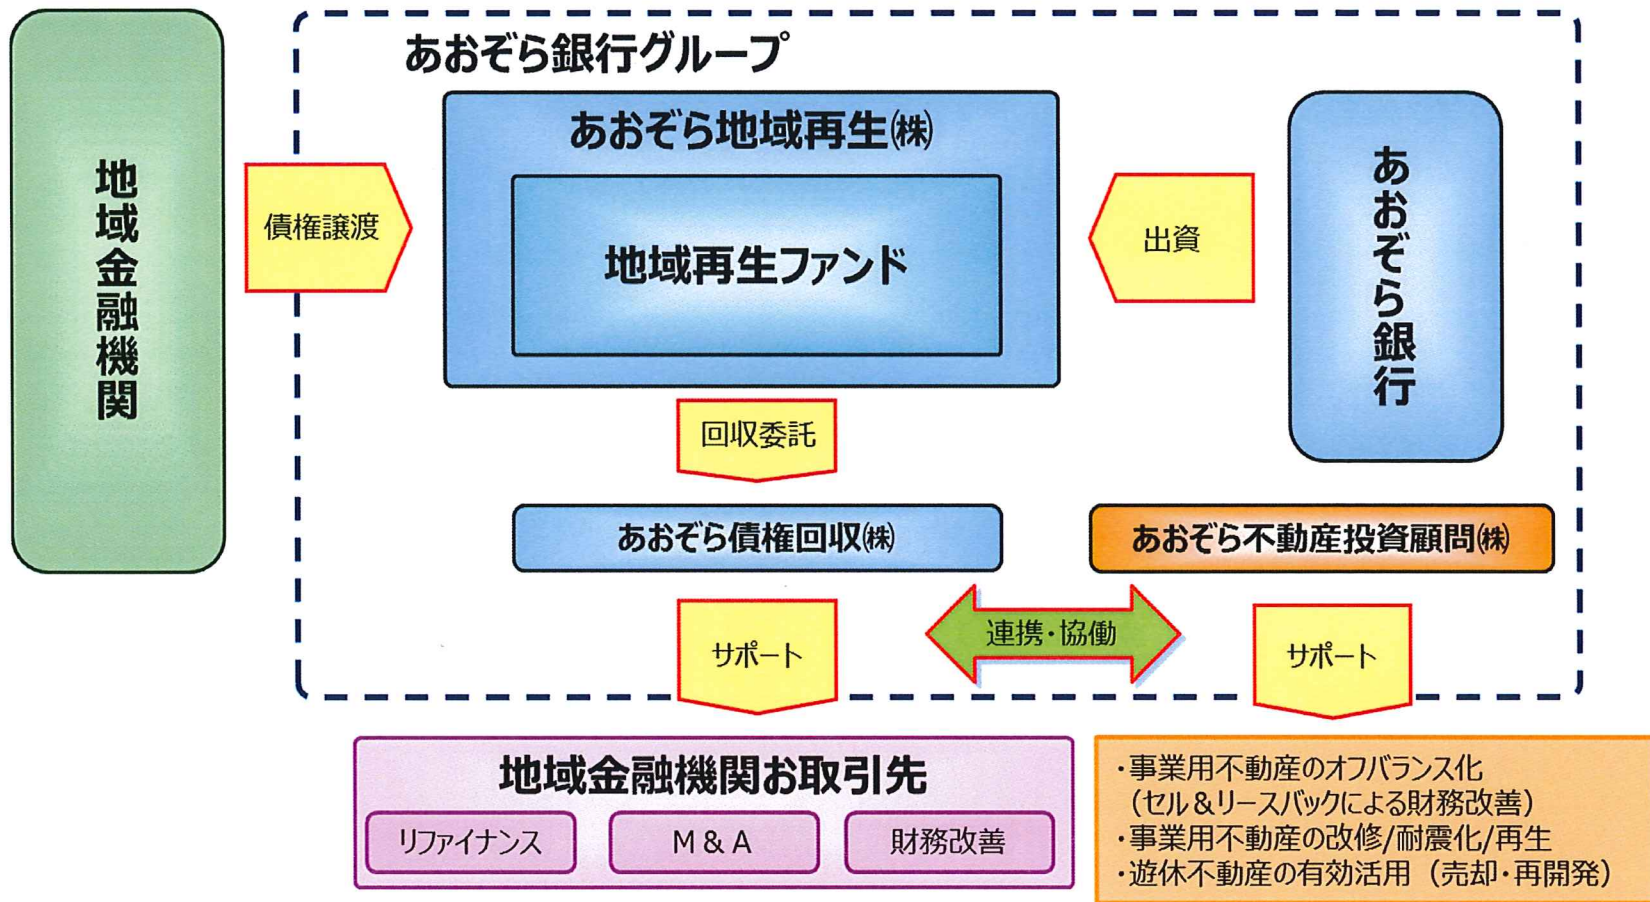 あおぞら銀行グループ
地域金融機関
債権譲渡
あおぞら地域再生㈱
地域再生ファンド
出資
あおぞら銀行
回収委託
あおぞら債権回収㈱
あおぞら不動産投資顧問㈱
サポート
連携・協働
サポート
地域金融機関お取引先
リファイナンス
M & A
財務改善
・事業用不動産のオフバランス化
（セル＆リースバックによる財務改善）
・事業用不動産の改修/耐震化/再生
・遊休不動産の有効活用（売却・再開発）